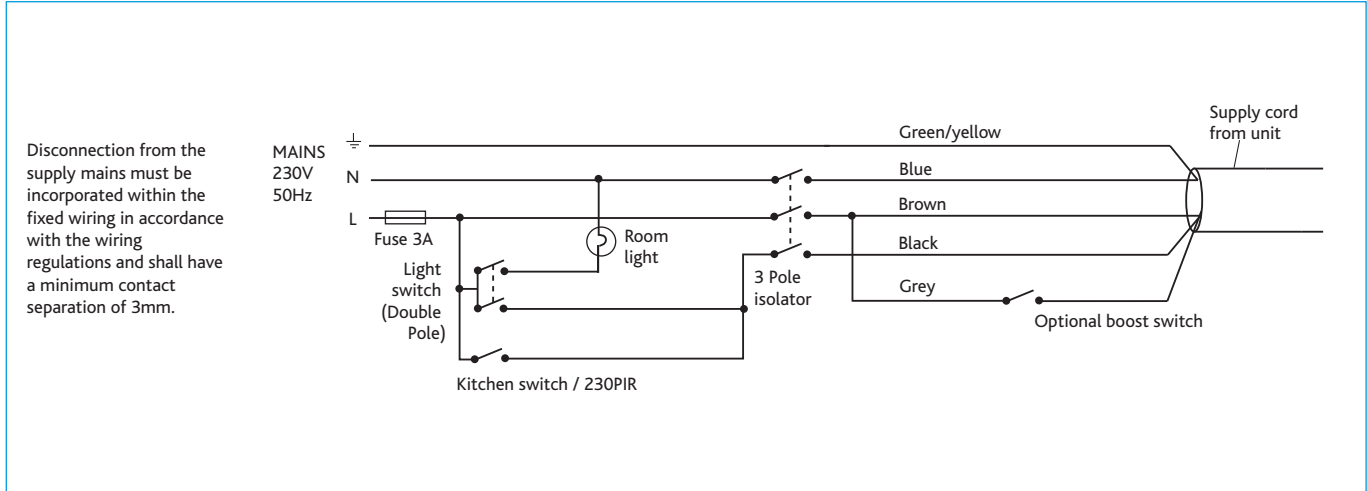 Disconnection from the
supply mains must be
incorporated within the
fixed wiring in accordance
with the wiring
regulations and shall have
a minimum contact
separation of 3mm.
MAINS
230V
50Hz
N
L
Fuse 3A
Light
switch
(Double
Pole)
Room
light
Kitchen switch / 230PIR
3 Pole
isolator
Green/yellow
Blue
Brown
Black
Grey
Optional boost switch
Supply cord
from unit